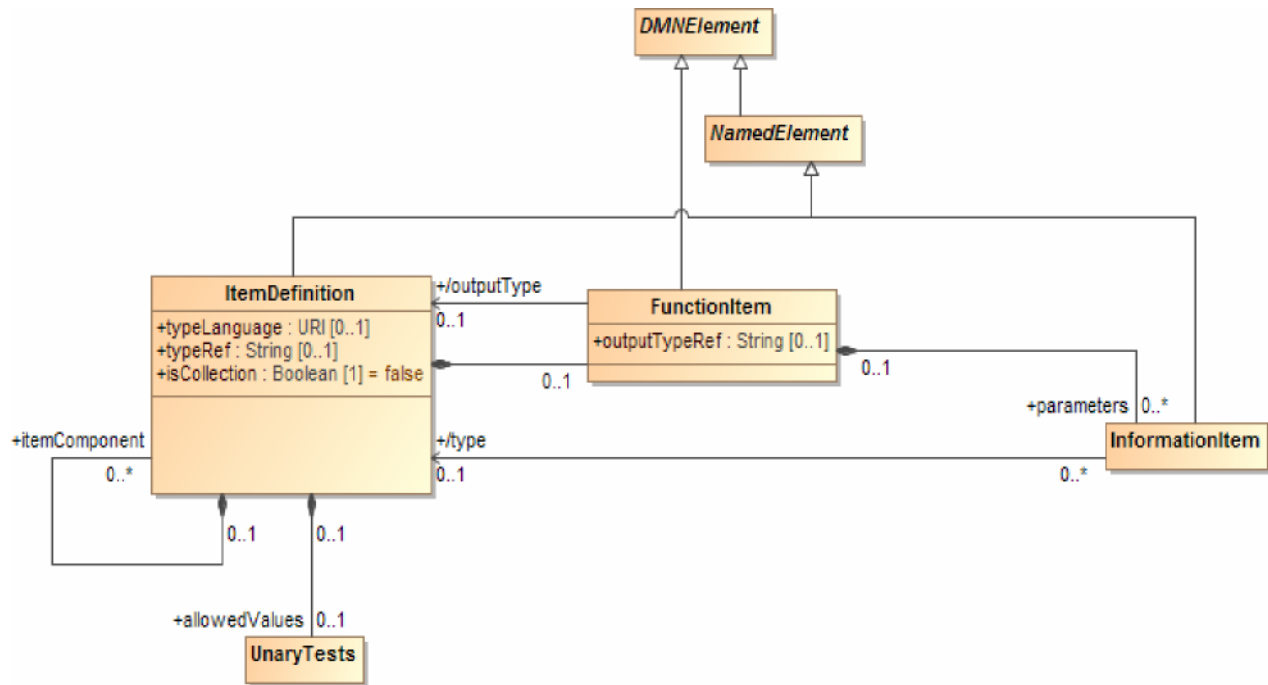 DMNElement
NamedElement
ItemDefinition
+typeLanguage : URI [0..1]
+typeRef : String [0..1]
+isCollection : Boolean [1] = false
+/outputType
0..1
FunctionItem
+outputTypeRef : String [0..1]
0..1
0..1
+parameters
0..*
InformationItem
+itemComponent
0..*
+/type
0..1
0..*
0..1
0..1
+allowedValues
0..1
UnaryTests